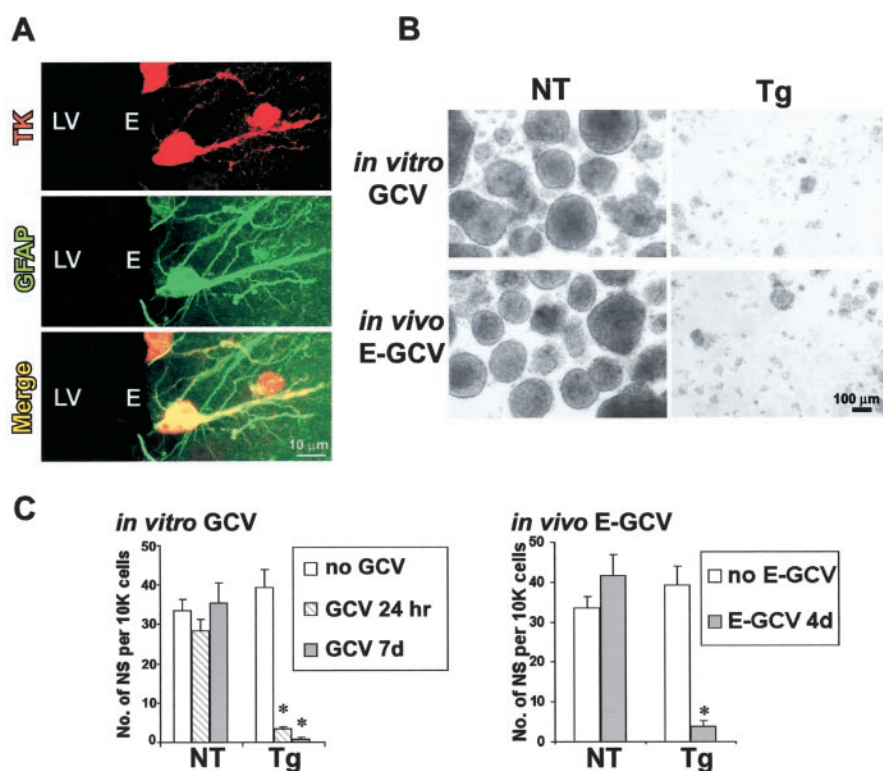 A
TK
LV E
GFAP
LV E
Merge
LV E
10 μm
B
NT Tg
in vitro
GCV
in vivo
E-GCV
100 μm
C
in vitro GCV
No. of NS per 10K cells
50
40
30
20
10
0
* *
NT Tg
no GCV
GCV 24 hr
GCV 7d
in vivo E-GCV
No. of NS per 10K cells
50
40
30
20
10
0
*
NT Tg
no E-GCV
E-GCV 4d